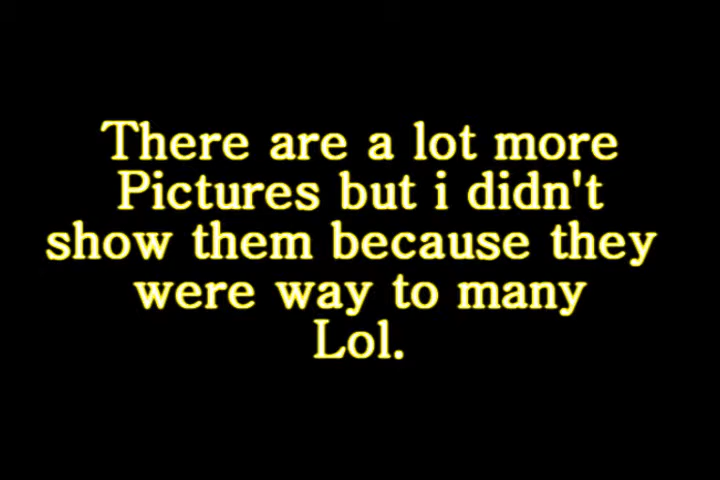 There are a lot more
Pictures but i didn't
show them because they
were way to many
Lol.